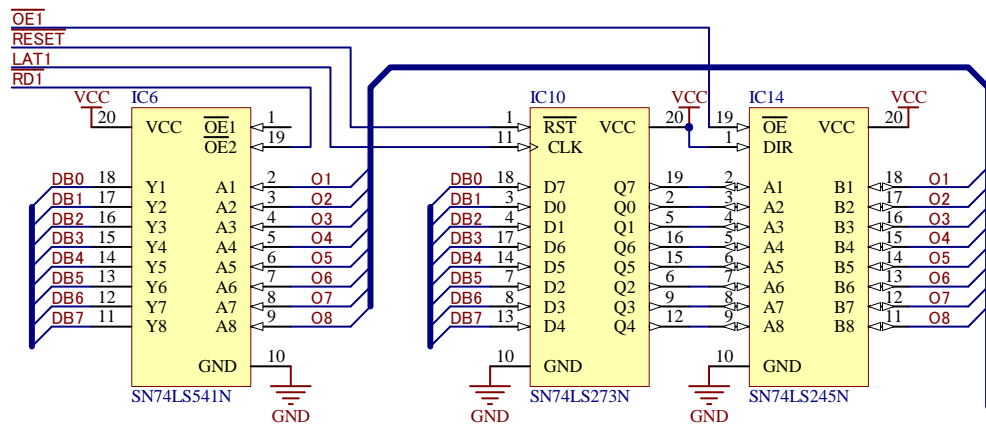 OE1
RESET
LAT1
RD1
VCC IC6 IC10 VCC IC14 VCC
20 VCC OE1 1 1 RST VCC 20 19 OE VCC 20
OE2 19 11 CLK 1 DIR
DB0 18 Y1 A1 2 O1 DB0 18 D7 Q7 19 2 A1 B1 18 O1
DB1 17 Y2 A2 3 O2 DB1 3 D0 Q0 2 3 A2 B2 17 O2
DB2 16 Y3 A3 4 O3 DB2 4 D1 Q1 5 4 A3 B3 16 O3
DB3 15 Y4 A4 5 O4 DB3 17 D6 Q6 16 5 A4 B4 15 O4
DB4 14 Y5 A5 6 O5 DB4 14 D5 Q5 15 6 A5 B5 14 O5
DB5 13 Y6 A6 7 O6 DB5 7 D2 Q2 6 7 A6 B6 13 O6
DB6 12 Y7 A7 8 O7 DB6 8 D3 Q3 9 8 A7 B7 12 O7
DB7 11 Y8 A8 9 O8 DB7 13 D4 Q4 12 9 A8 B8 11 O8
GND 10 10 GND 10 GND
SN74LS541N SN74LS273N SN74LS245N
GND GND GND